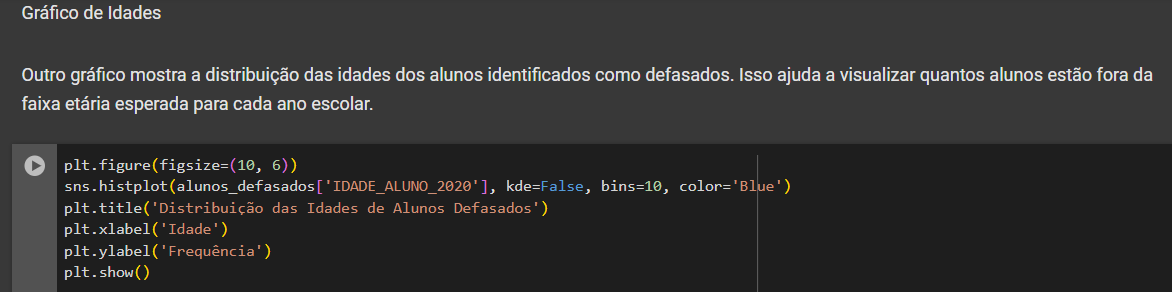 Gráfico de Idades
Outro gráfico mostra a distribuição das idades dos alunos identificados como defasados. Isso ajuda a visualizar quantos alunos estão fora da
faixa etária esperada para cada ano escolar.
plt.figure(figsize=(10, 6))
sns.histplot(alunos_defasados['IDADE_ALUNO_2020'], kde=False, bins=10, color='Blue')
plt.title('Distribuição das Idades de Alunos Defasados')
plt.xlabel('Idade')
plt.ylabel('Frequência')
plt.show()